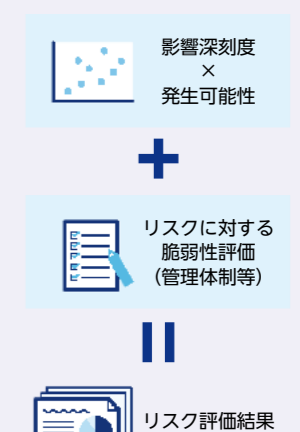 影響深刻度
×
発生可能性
+
リスクに対する
脆弱性評価
(管理体制等)
リスク評価結果